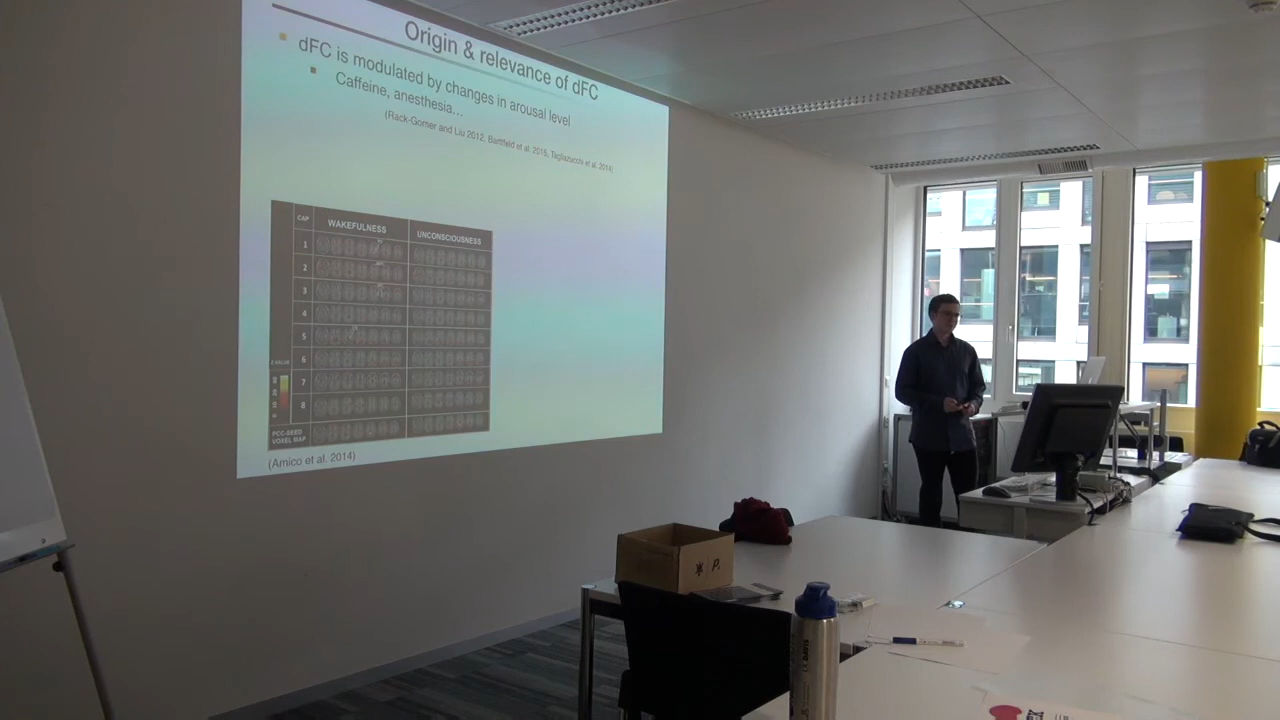 Origin & relevance of dFC
dFC is modulated by changes in arousal level
Caffeine, anesthesia…
(Rack-Gomer and Liu 2012, Barttfeld et al. 2015, Tagliazucchi et al. 2014)
CAP WAKEFULNESS UNCONSCIOUSNESS
1
2
3
4
5
6
7
8
Z VALUE
PCC-SEED
VOXEL MAP
(Amico et al. 2014)
P.